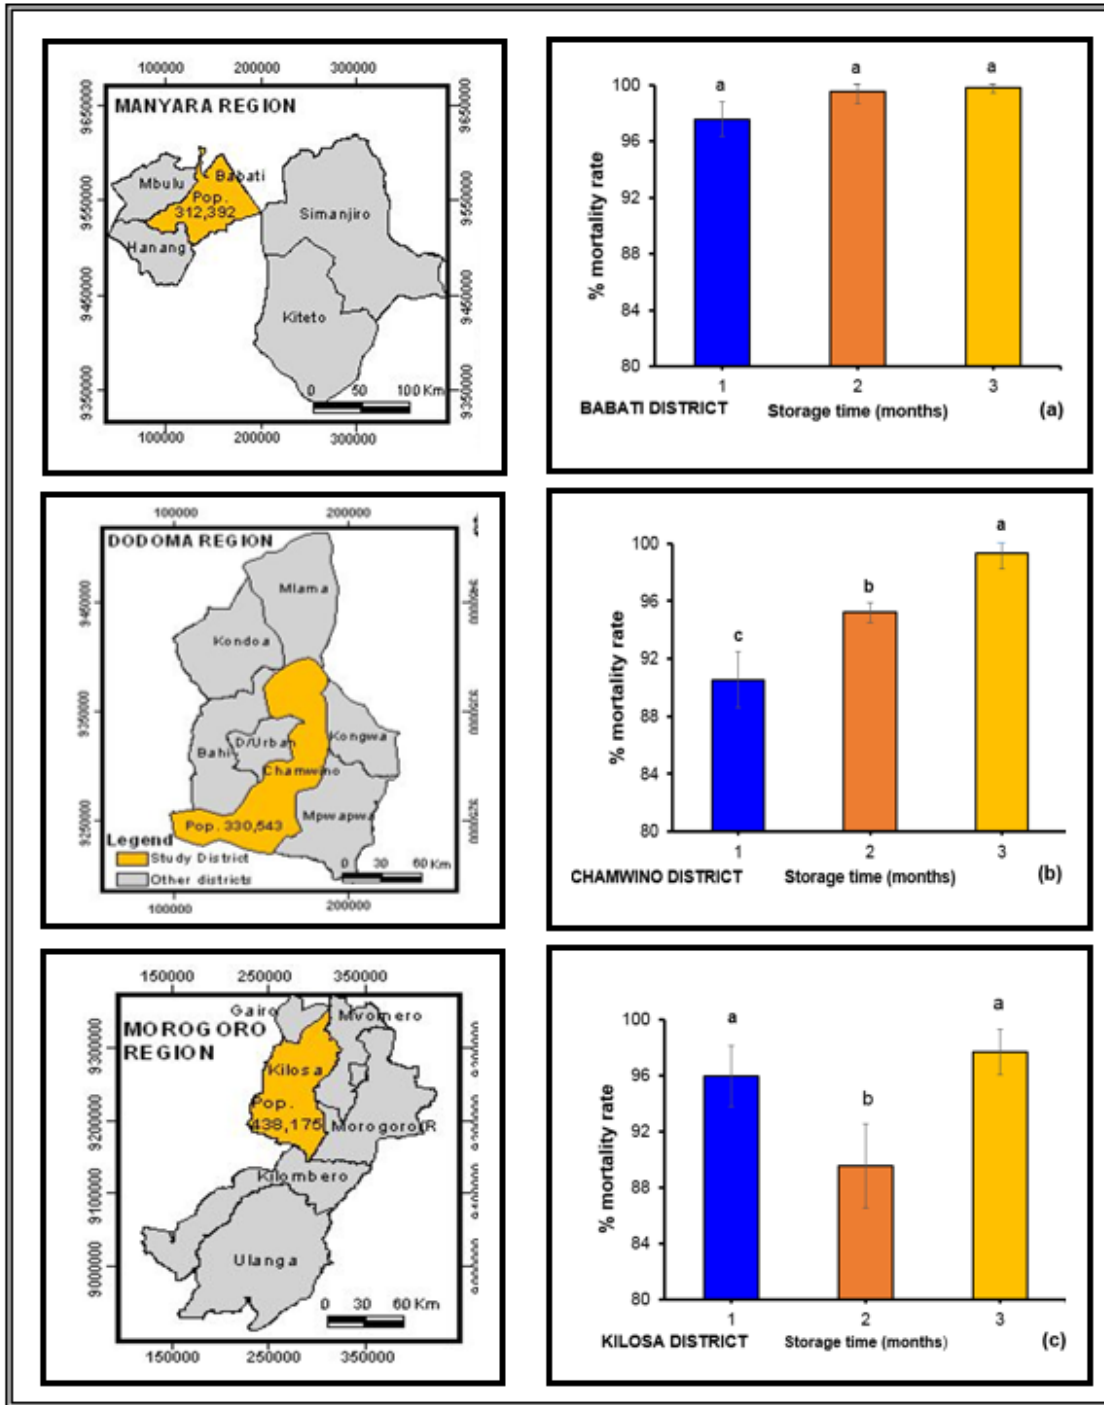 100000 200000 300000
MANYARA REGION
9650000
9550000
9450000
9350000
Mbulu
Babati
Pop.
312,392
Hanang
Simanjiro
Kiteto
0 50 100 Km
9650000
9550000
9450000
9350000
100000 200000 300000
% mortality rate
100
96
92
88
84
80
a a a
1 2 3
BABATI DISTRICT Storage time (months) (a)
100000 200000
DODOMA REGION
9450000
9350000
9250000
Mlama
Kondoa
Bahi
D/Urban
Kongwa
Chamwino
Mpwapwa
Pop. 330,543
Legend
Study District
Other districts
0 30 60 Km
9450000
9350000
9250000
100000 200000
% mortality rate
100
96
92
88
84
80
c b a
1 2 3
CHAMWINO DISTRICT Storage time (months) (b)
150000 250000 350000
MOROGORO
REGION
9300000
9200000
9100000
9000000
Gairo
Mvomero
Kilosa
Pop.
438,175
Morogoro(R
Kilombero
Ulanga
0 30 60 Km
150000 250000 350000
% mortality rate
100
96
92
88
84
80
a b a
1 2 3
KILOSA DISTRICT Storage time (months) (c)